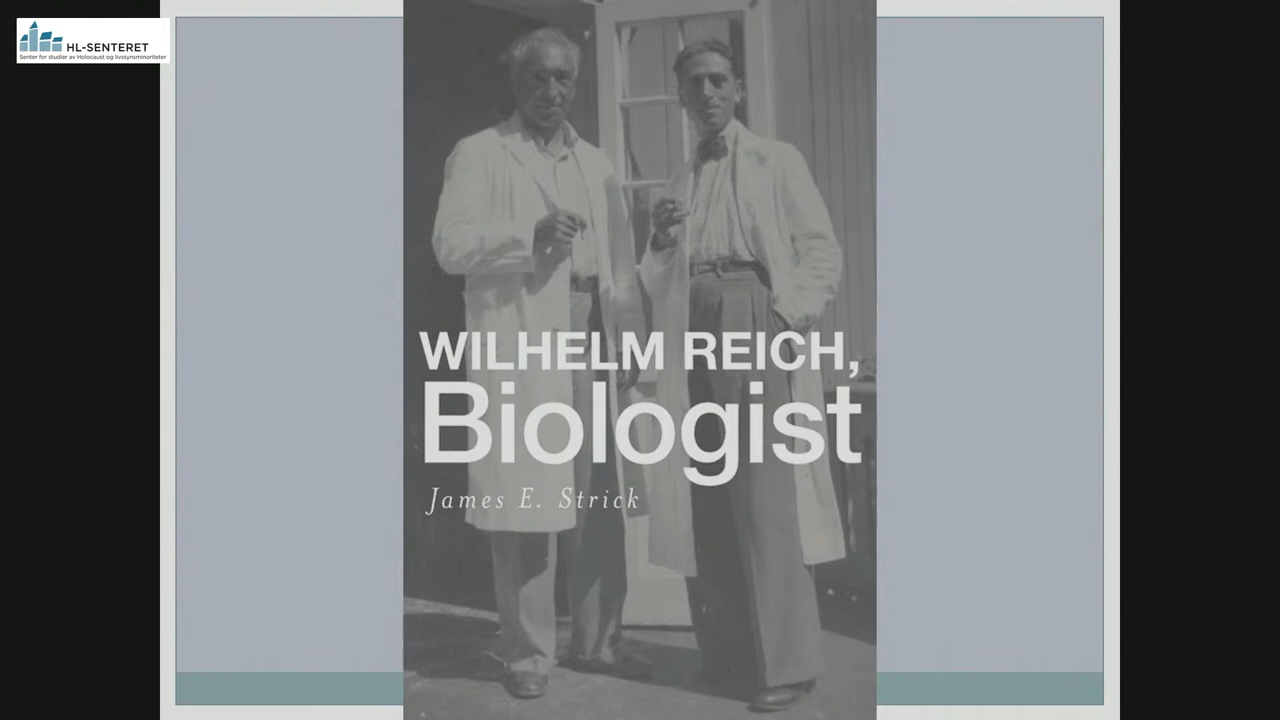 HL-SENTERET
Senter for studier av Holocaust og livssynsminoriteter
WILHELM REICH,
Biologist
James E. Strick